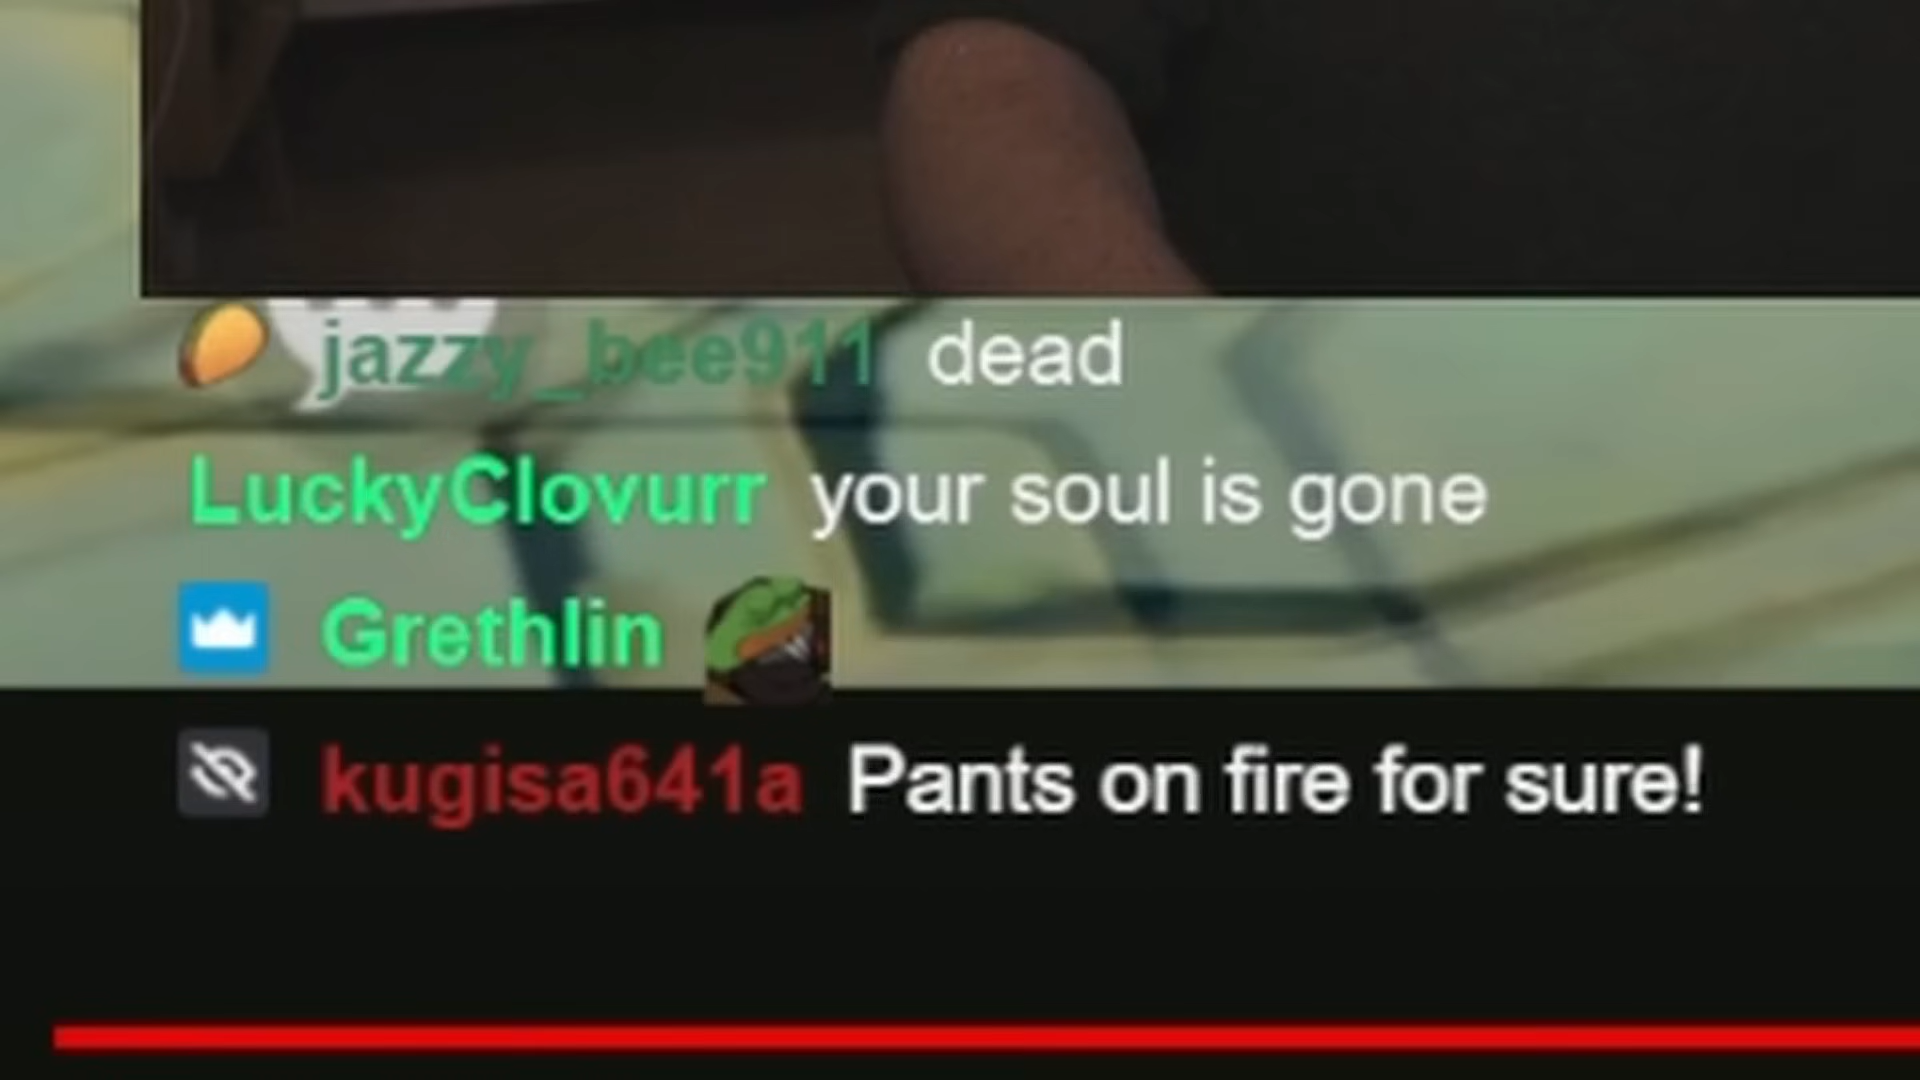 jazzy_bee911 dead
LuckyClovurr your soul is gone
Grethlin
kugisa641a Pants on fire for sure!